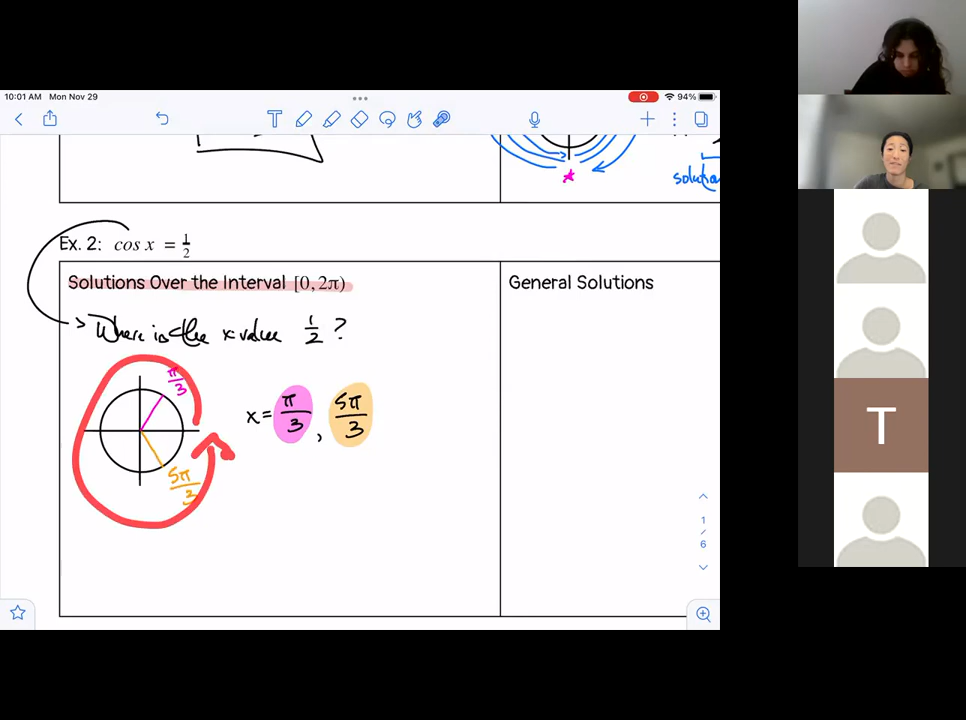 10:01 AM Mon Nov 29
94%
solution
Ex. 2: cos x = 1/2
Solutions Over the Interval [0, 2π)
General Solutions
Where is the x value 1/2 ?
π/3
5π/3
x = π/3 , 5π/3
1
/
6
T